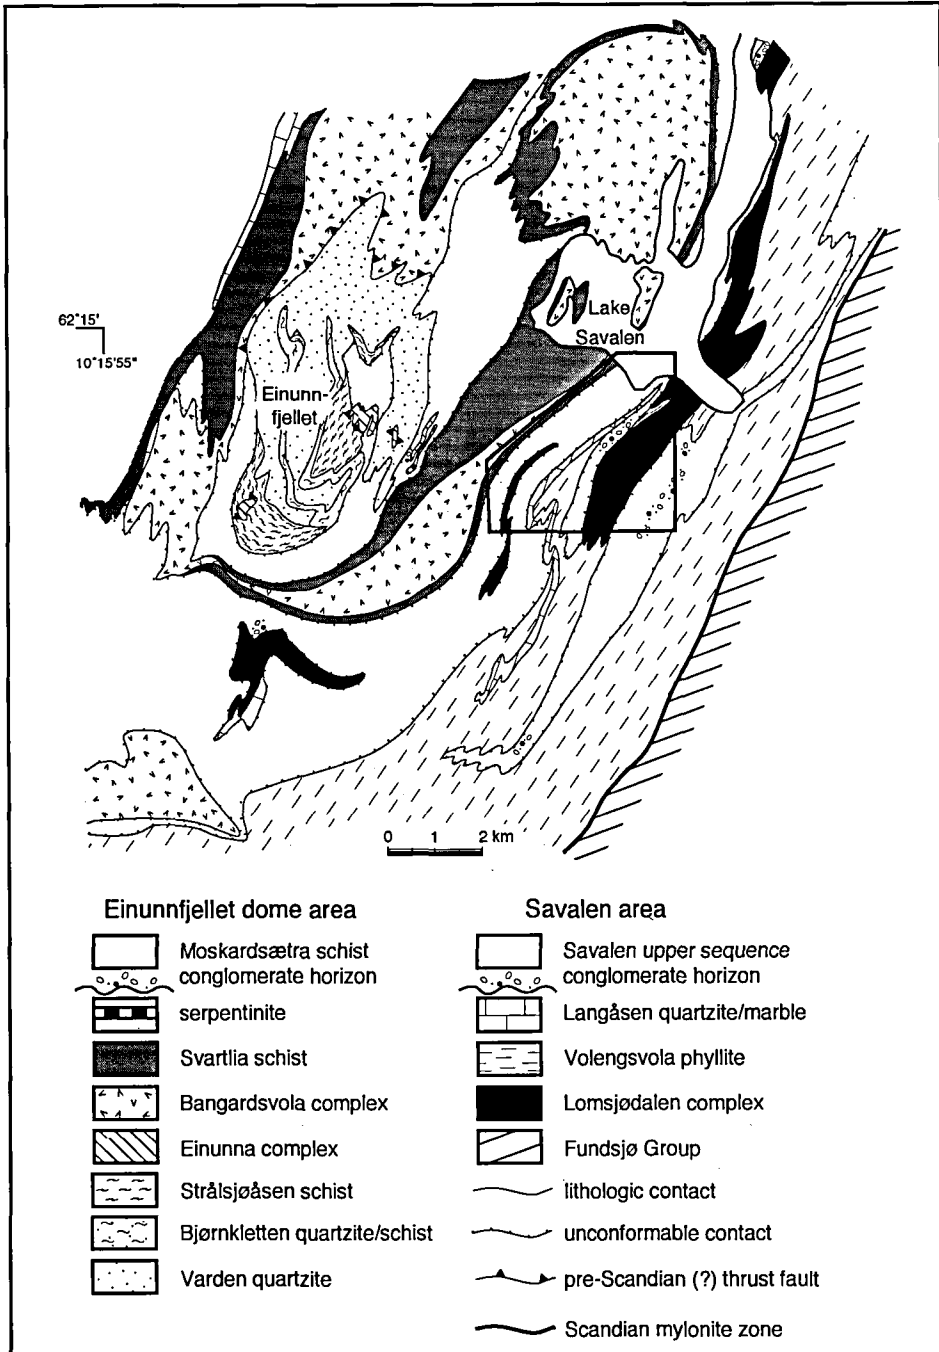 62°15'
10°15'55"
Lake
Savalen
Einunn-
fjellet
0 1 2 km
Einunnfjellet dome area
Moskardsætra schist
conglomerate horizon
serpentinite
Svartlia schist
Bangardsvola complex
Einunna complex
Strålsjøåsen schist
Bjørnkletten quartzite/schist
Varden quartzite
Savalen area
Savalen upper sequence
conglomerate horizon
Langåsen quartzite/marble
Volengsvola phyllite
Lomsjødalen complex
Fundsjø Group
lithologic contact
unconformable contact
pre-Scandian (?) thrust fault
Scandian mylonite zone